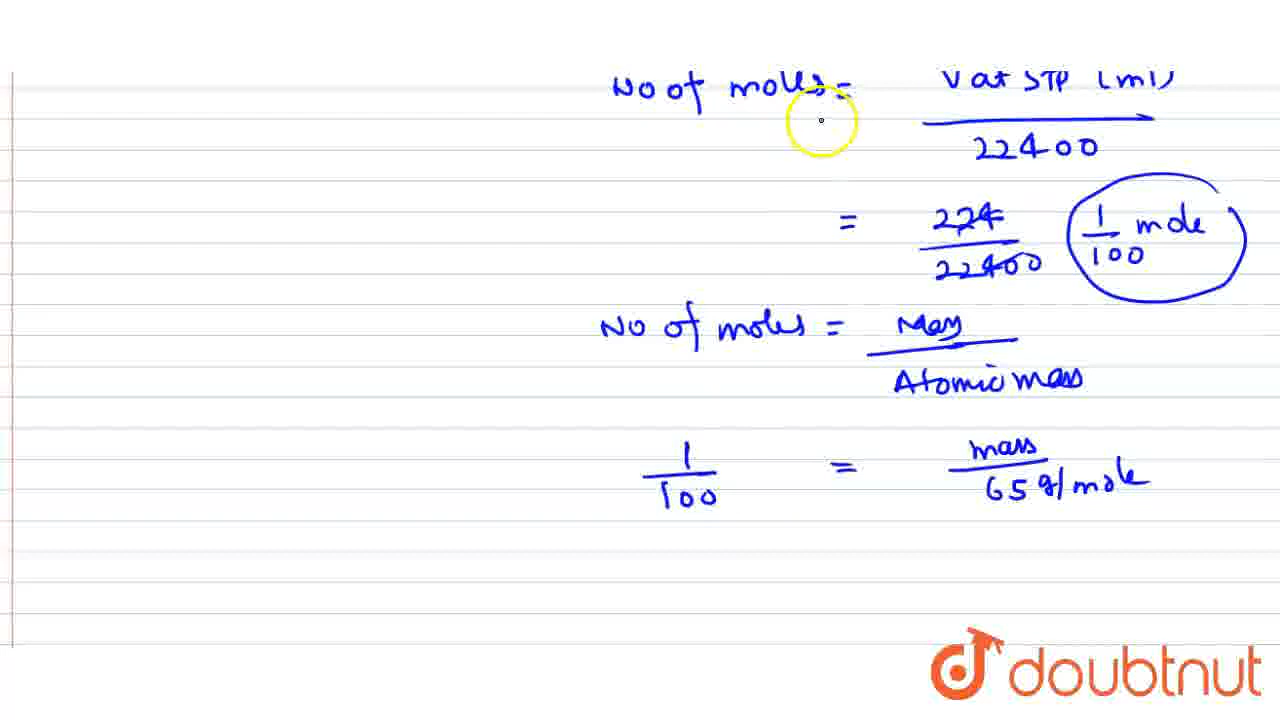 No of moles = V at STP (ml)
22400
= 224 1 mole
22400 100
No of moles = Mass
Atomic mass
1 = mass
100 65 g/mole
doubtnut